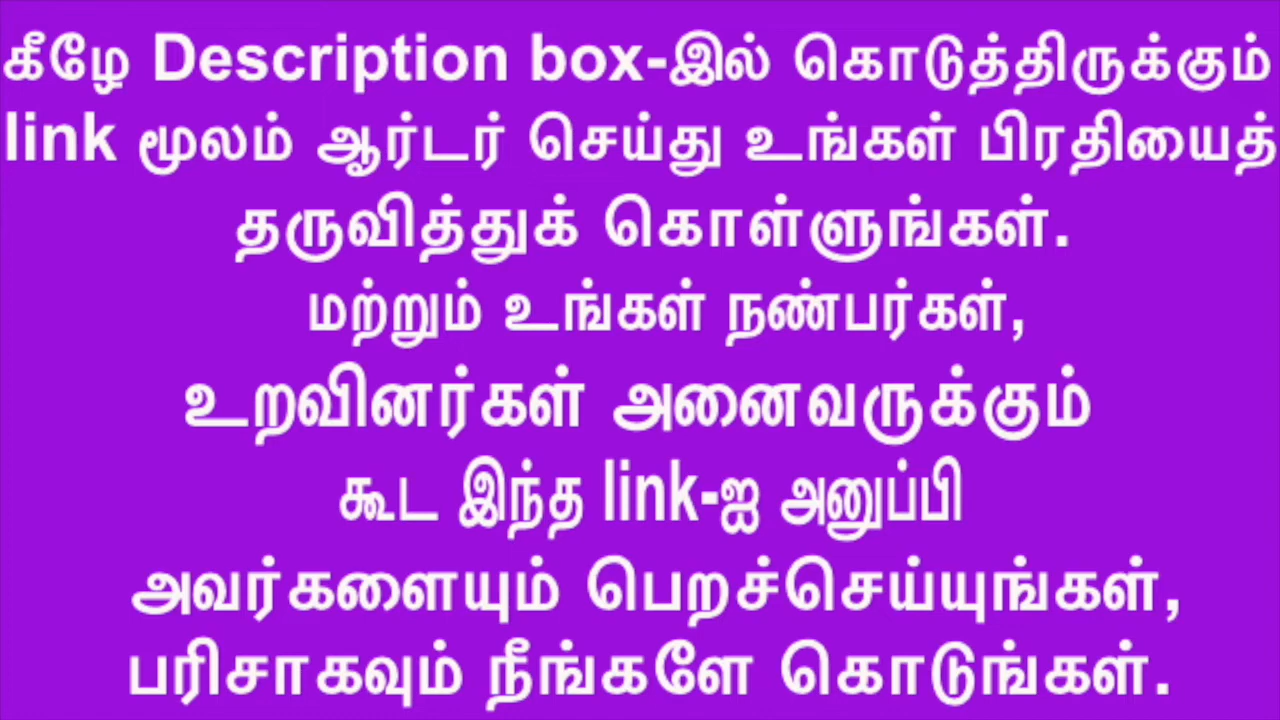 கீழே Description box-இல் கொடுத்திருக்கும்
link மூலம் ஆர்டர் செய்து உங்கள் பிரதியைத்
தருவித்துக் கொள்ளுங்கள்.
மற்றும் உங்கள் நண்பர்கள்,
உறவினர்கள் அனைவருக்கும்
கூட இந்த link-ஐ அனுப்பி
அவர்களையும் பெறச்செய்யுங்கள்,
பரிசாகவும் நீங்களே கொடுங்கள்.